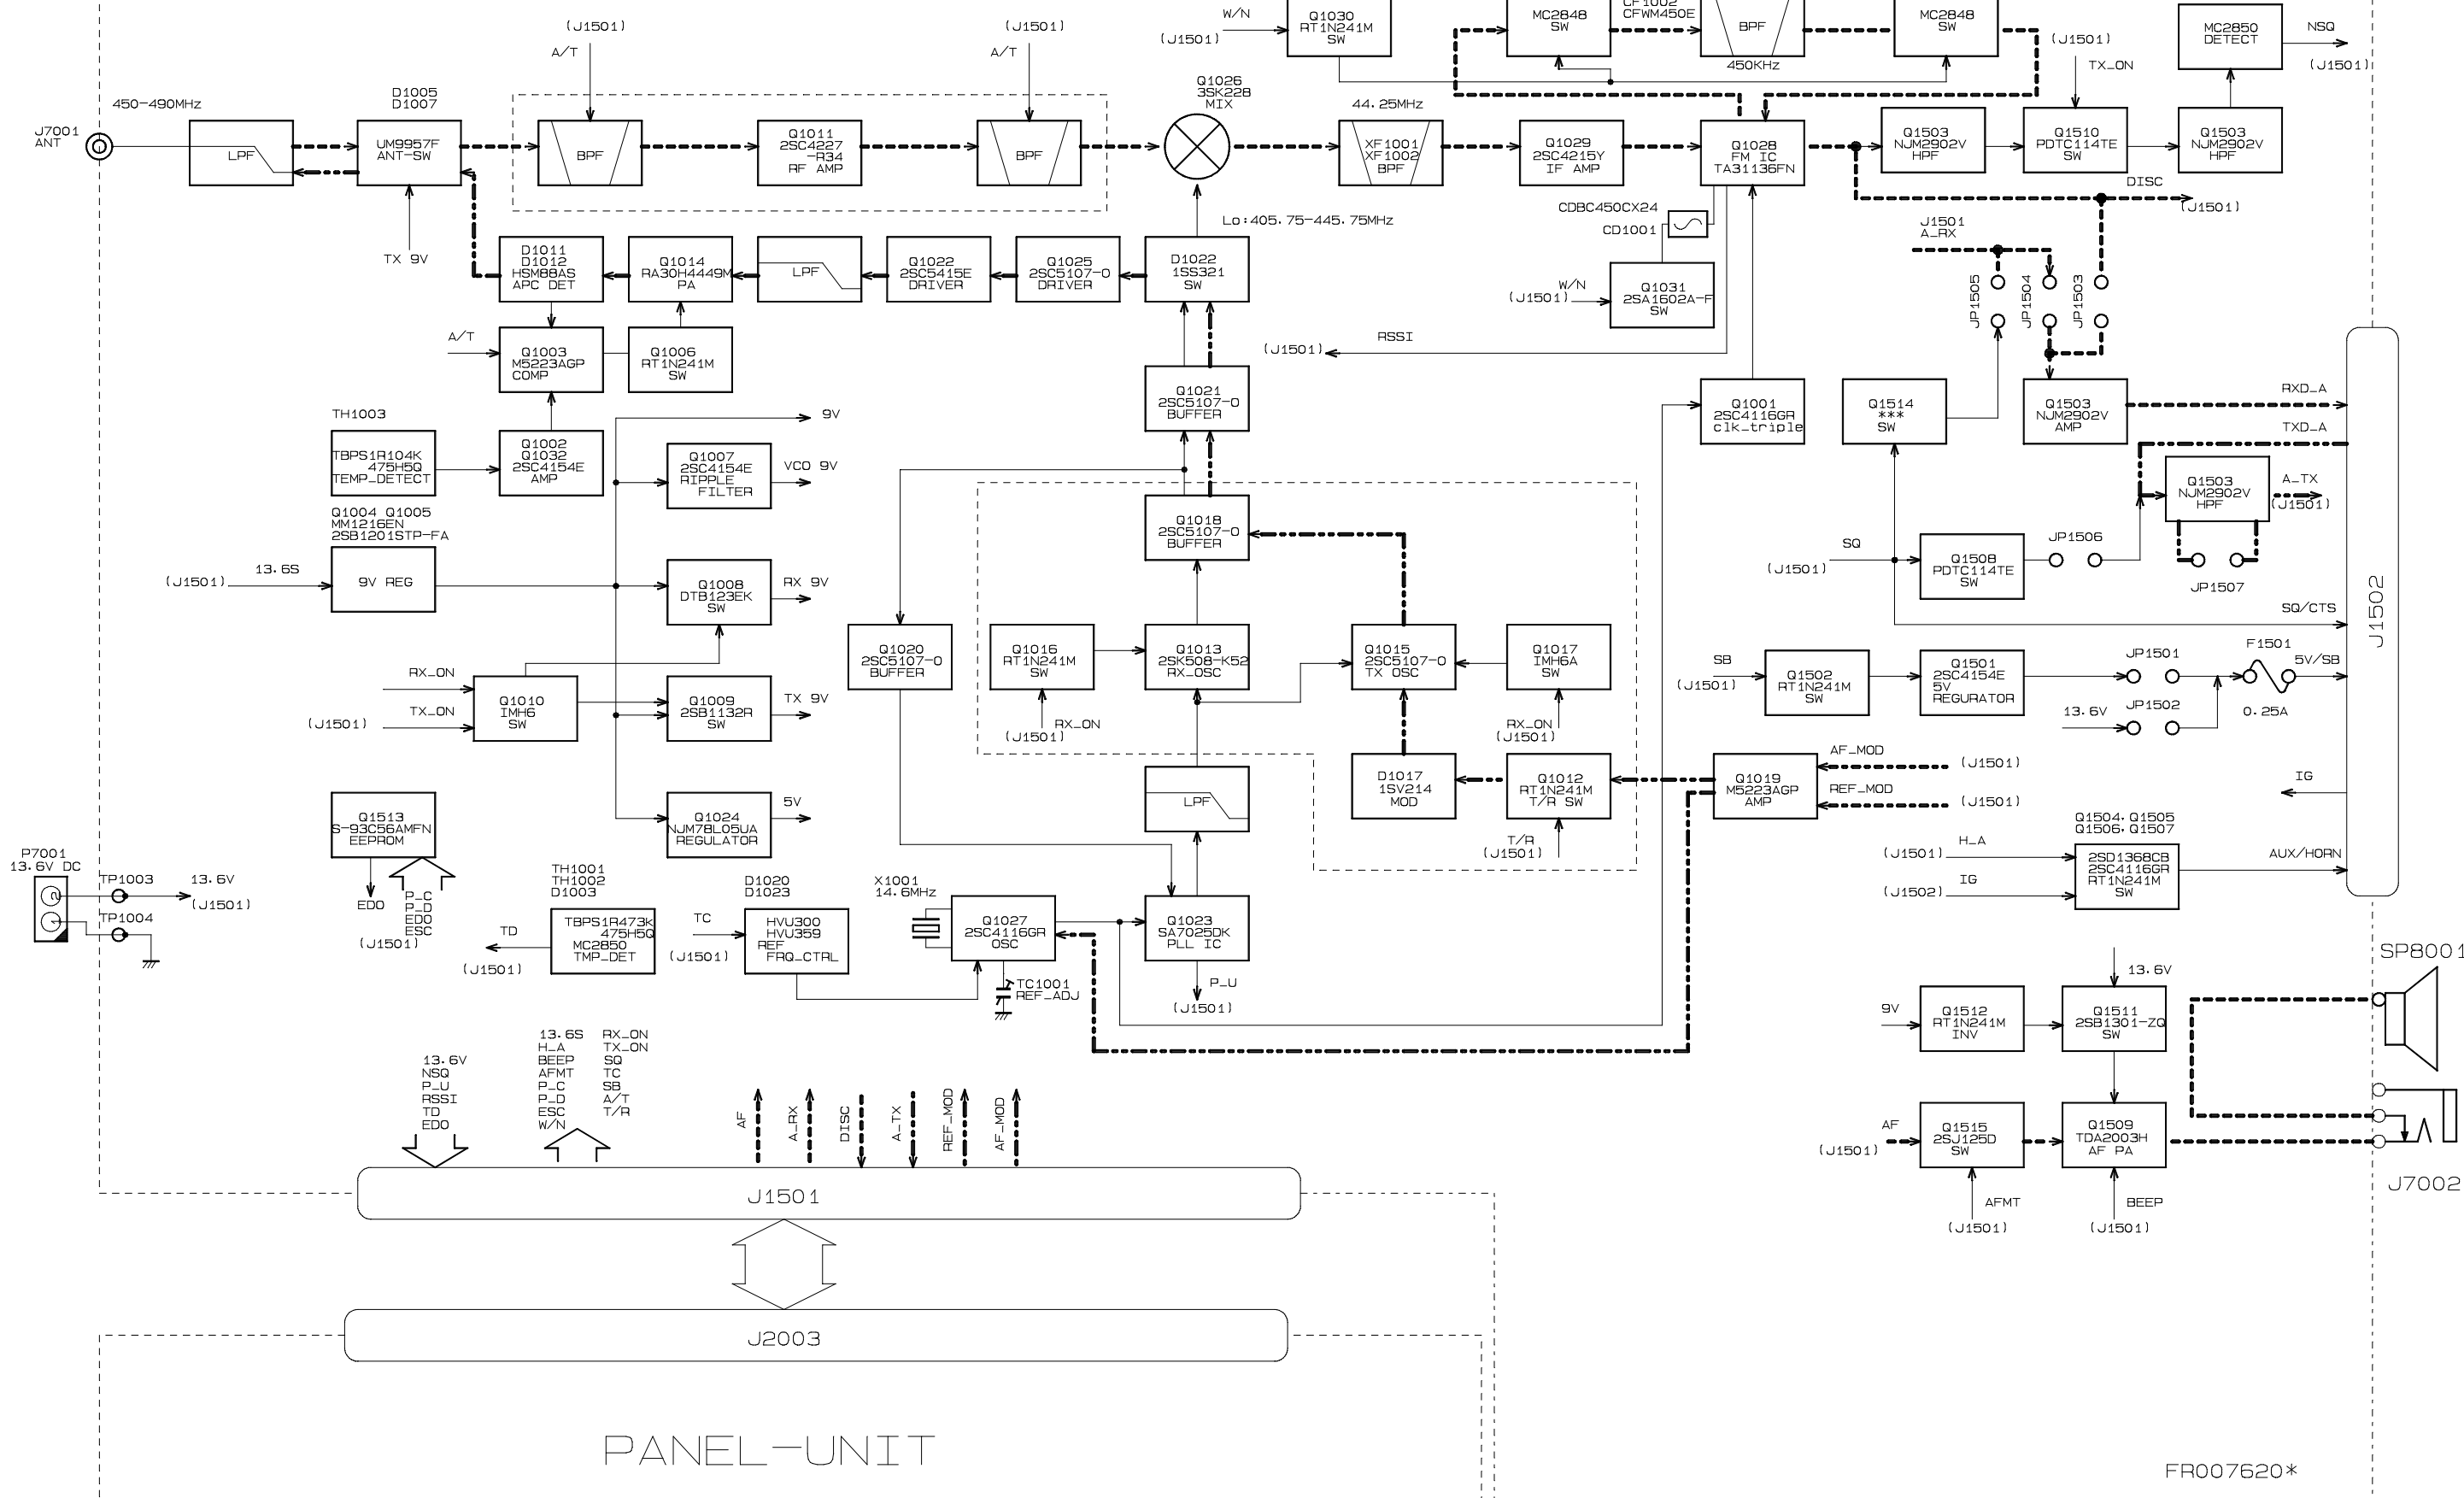 (J1501)
A/T
(J1501)
A/T
W/N
(J1501)
Q1030
RT1N241M
SW
MC2848
SW
CF1002
CFWM450E
BPF
450KHz
MC2848
SW
(J1501)
TX_ON
MC2850
DETECT
NSQ
(J1501)
J7001
ANT
450-490MHz
LPF
D1005
D1007
UM9957F
ANT-SW
TX 9V
BPF
Q1011
2SC4227
-R34
RF AMP
BPF
Q1026
3SK228
MIX
44.25MHz
XF1001
XF1002
BPF
Q1029
2SC4215Y
IF AMP
Q1028
FM IC
TA31136FN
Q1503
NJM2902V
HPF
Q1510
PDTC114TE
SW
Q1503
NJM2902V
HPF
DISC
(J1501)
Lo:405.75-445.75MHz
CDBC450CX24
CD1001
J1501
A_RX
D1011
D1012
HSM88AS
APC DET
Q1014
RA30H4449M
PA
LPF
Q1022
2SC5415E
DRIVER
Q1025
2SC5107-O
DRIVER
D1022
1SS321
SW
W/N
(J1501)
Q1031
2SA1602A-F
SW
JP1505
JP1504
JP1503
A/T
Q1003
M5223AGP
COMP
Q1006
RT1N241M
SW
(J1501)
RSSI
Q1021
2SC5107-O
BUFFER
Q1001
2SC4116GR
clk_triple
Q1514
***
SW
Q1503
NJM2902V
AMP
RXD_A
TXD_A
TH1003
TBPS1R104K
475H5Q
TEMP_DETECT
Q1002
Q1032
2SC4154E
AMP
9V
Q1007
2SC4154E
RIPPLE
FILTER
VCO 9V
Q1018
2SC5107-O
BUFFER
Q1503
NJM2902V
HPF
A_TX
(J1501)
Q1004 Q1005
MM1216EN
2SB1201STP-FA
13.6S
(J1501)
9V REG
Q1008
DTB123EK
SW
RX 9V
SQ
(J1501)
Q1508
PDTC114TE
SW
JP1506
JP1507
SQ/CTS
J1502
Q1020
2SC5107-O
BUFFER
Q1016
RT1N241M
SW
Q1013
2SK508-K52
RX_OSC
Q1015
2SC5107-O
TX OSC
Q1017
IMH6A
SW
RX_ON
TX_ON
(J1501)
Q1010
IMH6
SW
Q1009
2SB1132R
SW
TX 9V
RX_ON
(J1501)
RX_ON
(J1501)
SB
(J1501)
Q1502
RT1N241M
SW
Q1501
2SC4154E
5V
REGURATOR
JP1501
F1501
5V/SB
13.6V
JP1502
0.25A
LPF
D1017
1SV214
MOD
Q1012
RT1N241M
T/R SW
T/R
(J1501)
Q1019
M5223AGP
AMP
AF_MOD
(J1501)
REF_MOD
(J1501)
IG
Q1513
S-93C56AMFN
EEPROM
Q1024
NJM78L05UA
REGULATOR
5V
Q1504,Q1505
Q1506,Q1507
H_A
(J1501)
IG
(J1502)
2SD1368CB
2SC4116GR
RT1N241M
SW
AUX/HORN
P7001
13.6V DC
2
1
TP1003
13.6V
(J1501)
TP1004
EDO
P_C
P_D
EDO
ESC
(J1501)
TH1001
TH1002
D1003
TBPS1R473K
475H5Q
MC2850
TMP_DET
TD
(J1501)
D1020
D1023
TC
(J1501)
HVU300
HVU359
REF
FRQ_CTRL
X1001
14.6MHz
Q1027
2SC4116GR
OSC
TC1001
REF_ADJ
Q1023
SA7025DK
PLL IC
P_U
(J1501)
SP8001
13.6V
9V
Q1512
RT1N241M
INV
Q1511
2SB1301-ZQ
SW
13.6V
NSQ
P_U
RSSI
TD
EDO
13.6S
H_A
BEEP
AFMT
P_C
P_D
ESC
W/N
RX_ON
TX_ON
SQ
TC
SB
A/T
T/R
AF
A_RX
DISC
A_TX
REF_MOD
AF_MOD
AF
(J1501)
Q1515
2SJ125D
SW
Q1509
TDA2003H
AF PA
AFMT
(J1501)
BEEP
(J1501)
J7002
J1501
J2003
PANEL-UNIT
FR007620*